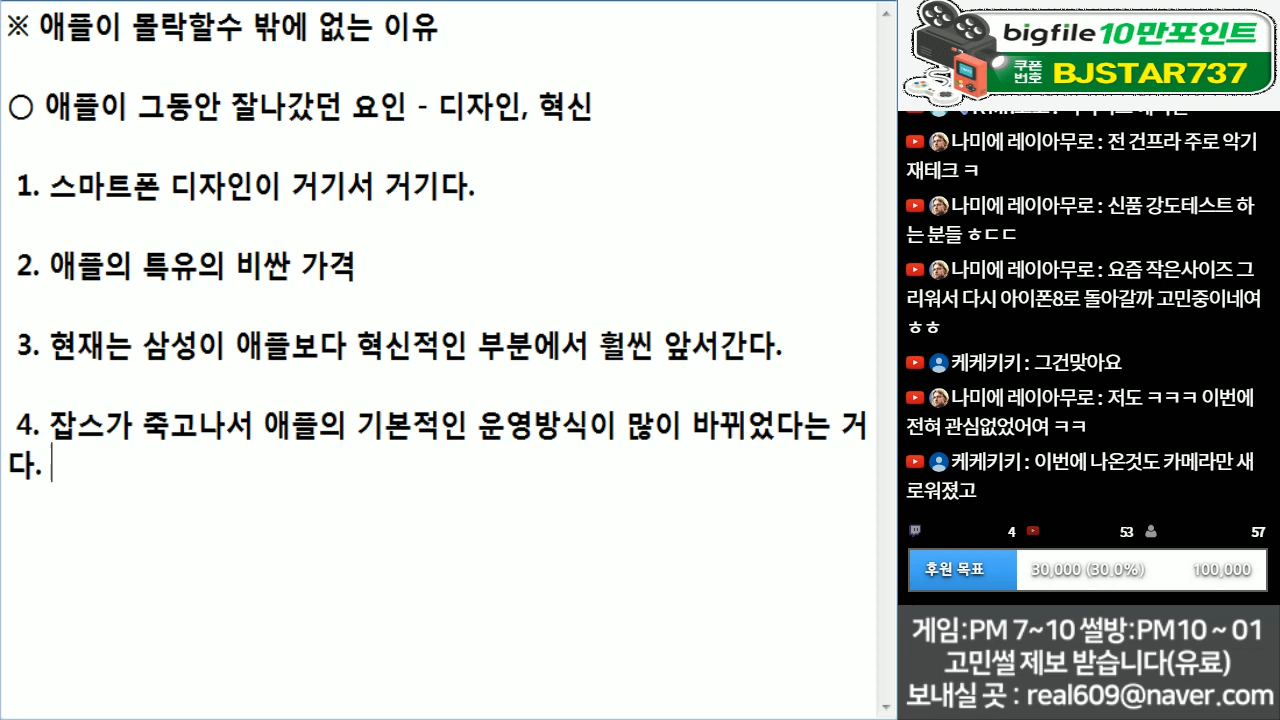 ※ 애플이 몰락할수 밖에 없는 이유
○ 애플이 그동안 잘나갔던 요인 - 디자인, 혁신
1. 스마트폰 디자인이 거기서 거기다.
2. 애플의 특유의 비싼 가격
3. 현재는 삼성이 애플보다 혁신적인 부분에서 훨씬 앞서간다.
4. 잡스가 죽고나서 애플의 기본적인 운영방식이 많이 바뀌었다는 거
다.
bigfile 10만포인트
쿠폰
번호 BJSTAR737
나미에 레이아무로 : 전 건프라 주로 악기
재테크 ㅋ
나미에 레이아무로 : 신품 강도테스트 하
는 분들 ㅎㄷㄷ
나미에 레이아무로 : 요즘 작은사이즈 그
리워서 다시 아이폰8로 돌아갈까 고민중이네여
ㅎㅎ
케케키키 : 그건맞아요
나미에 레이아무로 : 저도 ㅋㅋㅋ 이번에
전혀 관심없었어여 ㅋㅋ
케케키키 : 이번에 나온것도 카메라만 새
로워졌고
4 53 57
후원 목표 30,000 (30.0%) 100,000
게임:PM 7~10 썰방:PM10 ~ 01
고민썰 제보 받습니다(유료)
보내실 곳 : real609@naver.com